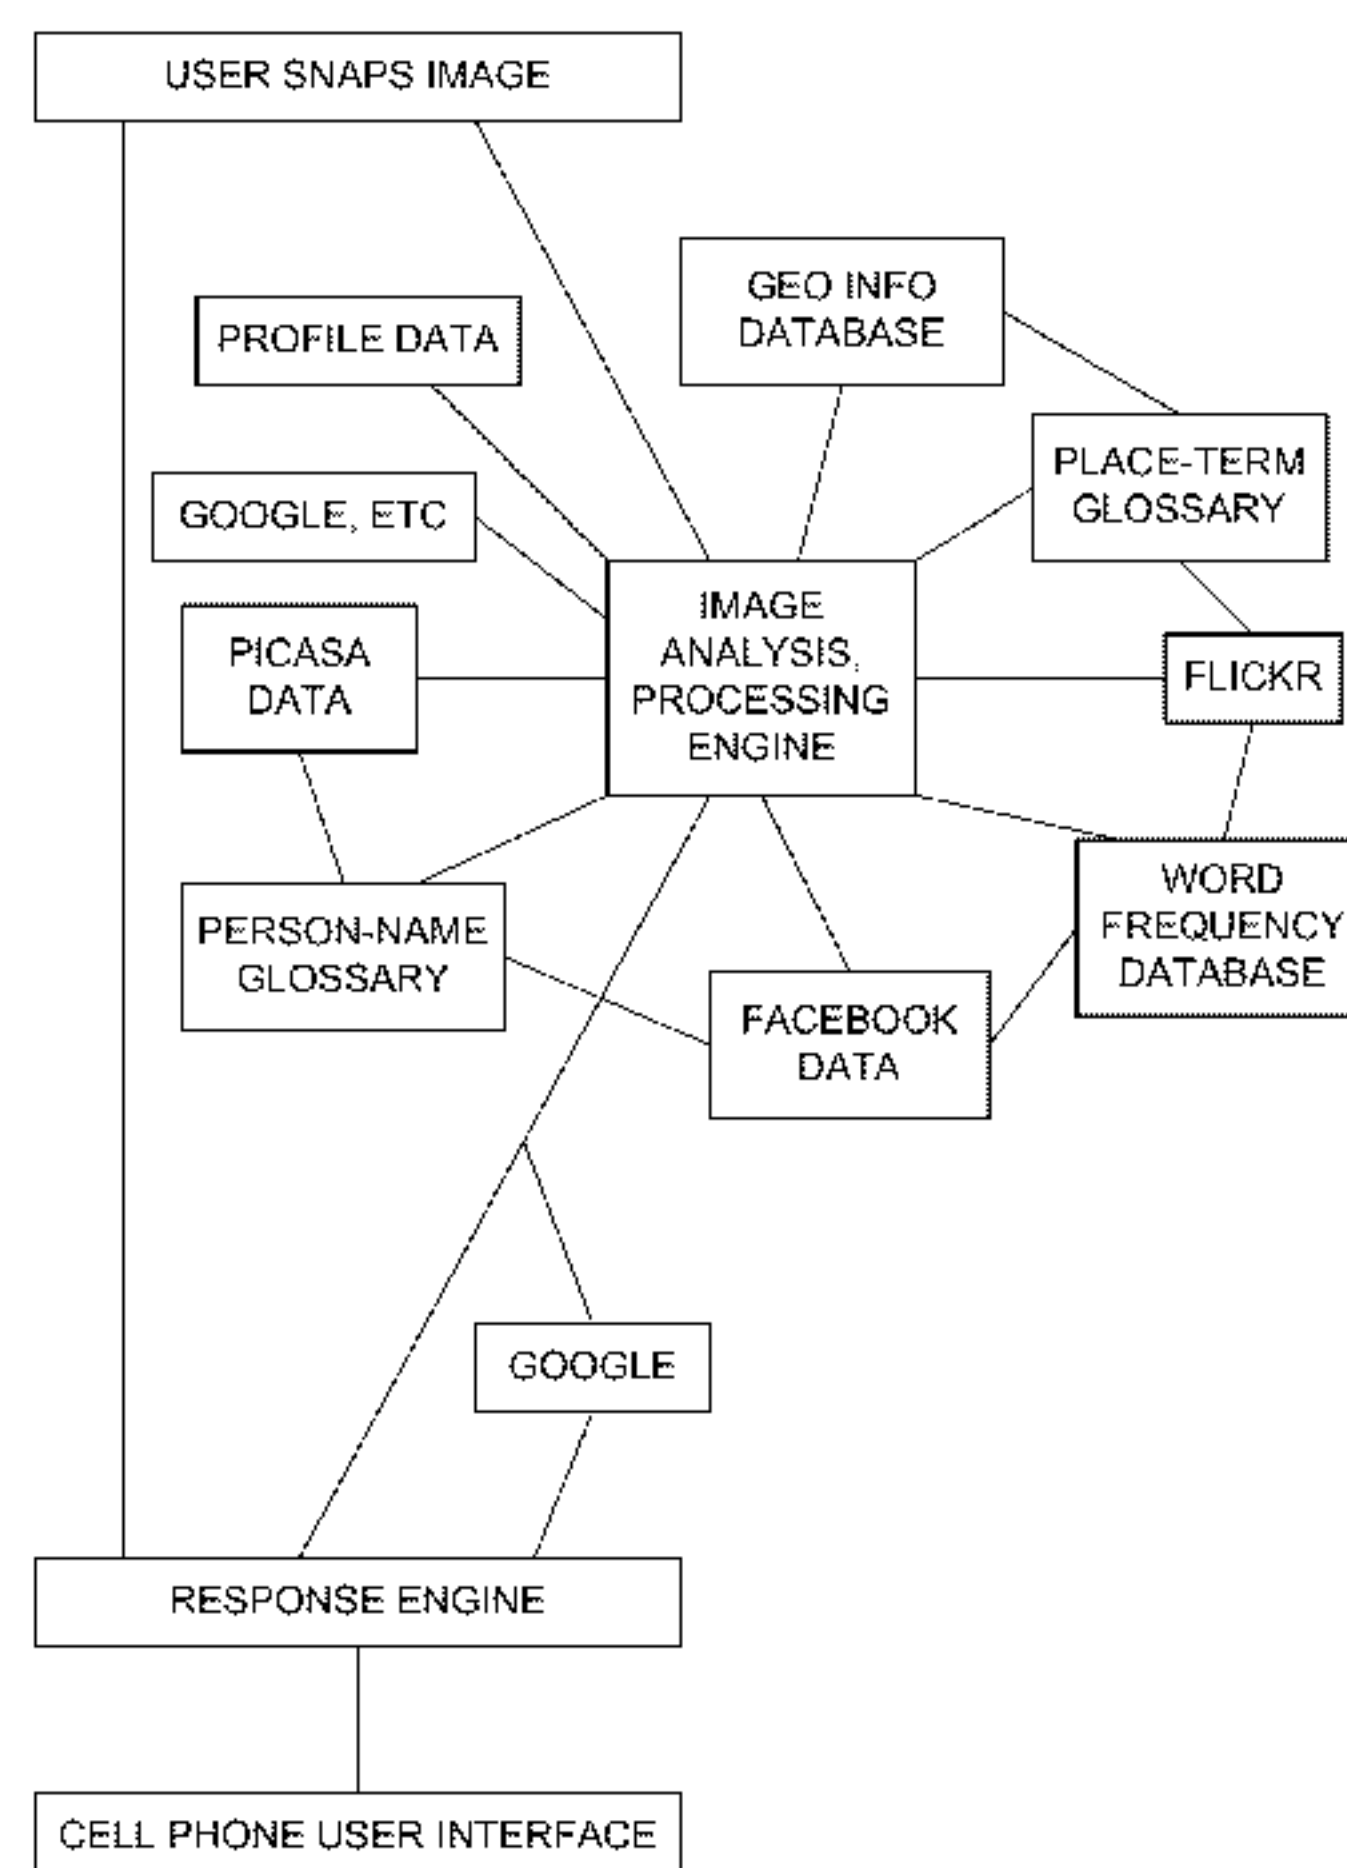 USER SNAPS IMAGE
GEO INFO
DATABASE
PROFILE DATA
PLACE-TERM
GLOSSARY
GOOGLE, ETC
IMAGE
ANALYSIS,
PROCESSING
ENGINE
PICASA
DATA
FLICKR
WORD
FREQUENCY
DATABASE
PERSON-NAME
GLOSSARY
FACEBOOK
DATA
GOOGLE
RESPONSE ENGINE
CELL PHONE USER INTERFACE